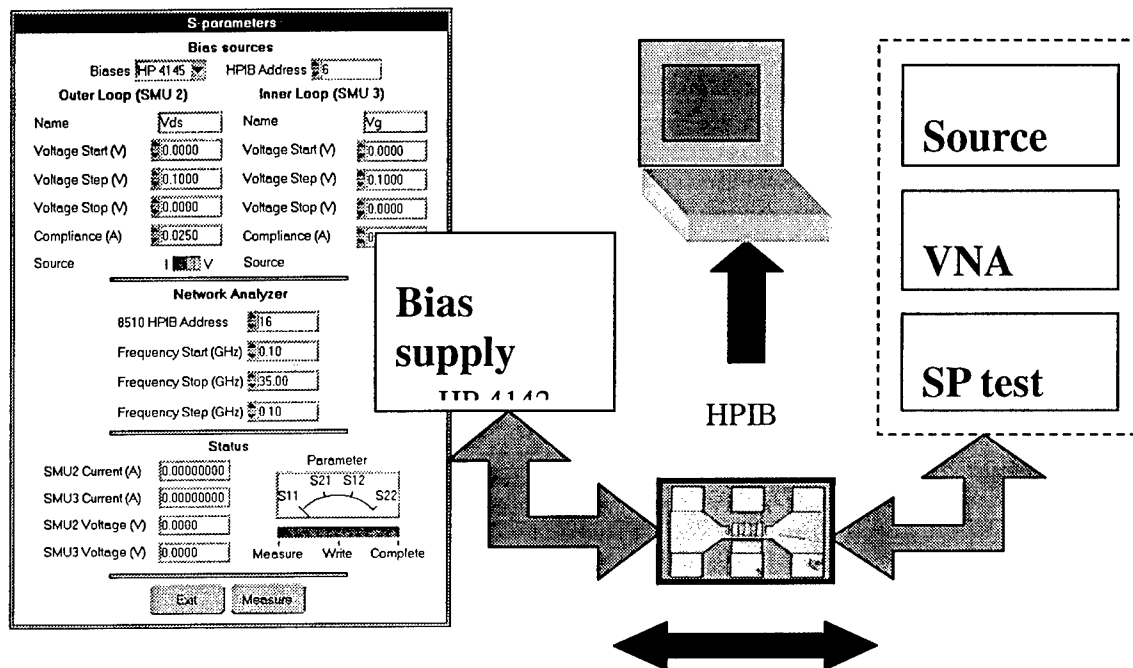 S-parameters
Bias sources
Biases HP 4145 HPIB Address 6
Outer Loop (SMU 2) Inner Loop (SMU 3)
Name Vds Name Vg
Voltage Start (V) 0.0000 Voltage Start (V) 0.0000
Voltage Step (V) 0.1000 Voltage Step (V) 0.1000
Voltage Stop (V) 0.0000 Voltage Stop (V) 0.0000
Compliance (A) 0.0250 Compliance (A)
Source I V Source
Network Analyzer
8510 HPIB Address 16
Frequency Start (GHz) 0.10
Frequency Stop (GHz) 35.00
Frequency Step (GHz) 0.10
Status
SMU2 Current (A) 0.00000000
SMU3 Current (A) 0.00000000
SMU2 Voltage (V) 0.0000
SMU3 Voltage (V) 0.0000
Parameter
S11 S21 S12 S22
Measure Write Complete
Exit Measure
Bias
supply
HPIB
Source
VNA
SP test